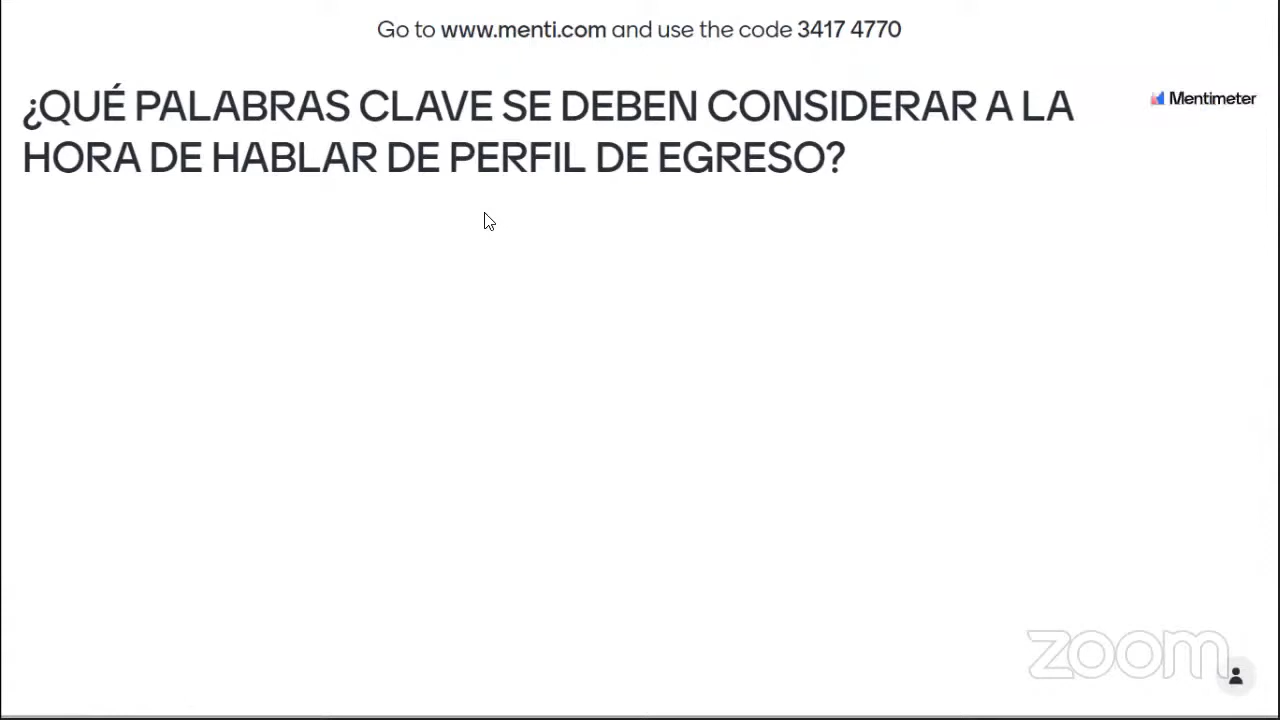 Go to www.menti.com and use the code 3417 4770
¿QUÉ PALABRAS CLAVE SE DEBEN CONSIDERAR A LA
HORA DE HABLAR DE PERFIL DE EGRESO?
Mentimeter
zoom